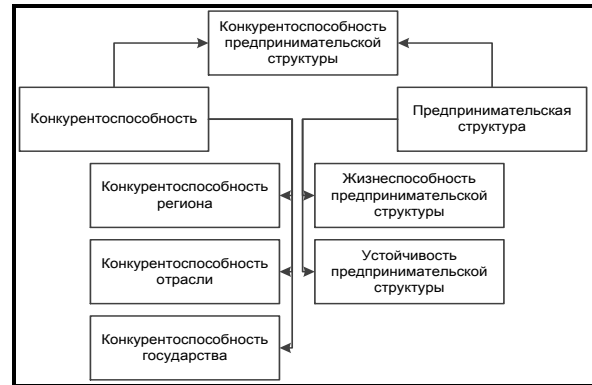 Конкурентоспособность
предпринимательской
структуры
Конкурентоспособность
Предпринимательская
структура
Конкурентоспособность
региона
Жизнеспособность
предпринимательской
структуры
Конкурентоспособность
отрасли
Устойчивость
предпринимательской
структуры
Конкурентоспособность
государства